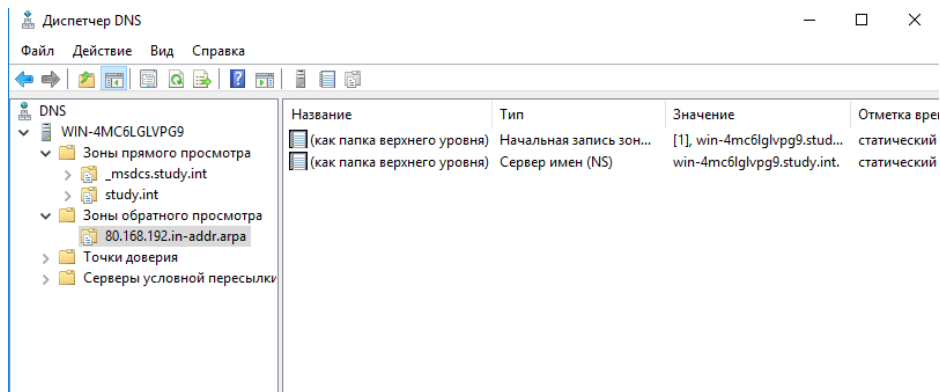 Диспетчер DNS
Файл Действие Вид Справка
DNS
WIN-4MC6LGLVPG9
Зоны прямого просмотра
_msdcs.study.int
study.int
Зоны обратного просмотра
80.168.192.in-addr.arpa
Точки доверия
Серверы условной пересылки
Название Тип Значение Отметка вре
(как папка верхнего уровня) Начальная запись зон... [1], win-4mc6lglvpg9.stud... статический
(как папка верхнего уровня) Сервер имен (NS) win-4mc6lglvpg9.study.int. статический